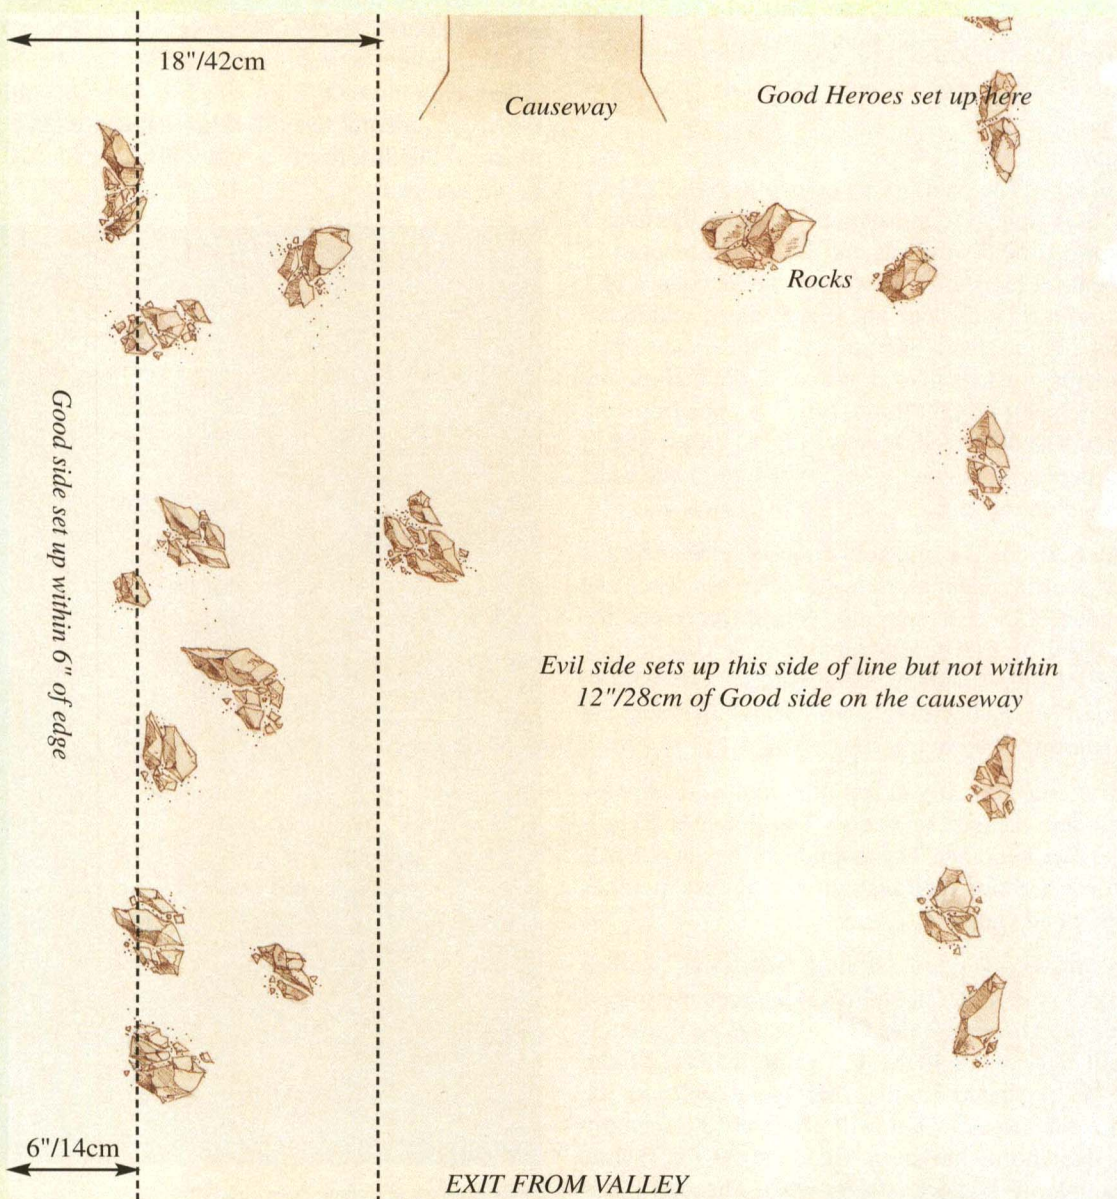 18"/42cm
Causeway
Good Heroes set up here
Rocks
Good side set up within 6" of edge
Evil side sets up this side of line but not within
12"/28cm of Good side on the causeway
6"/14cm
EXIT FROM VALLEY